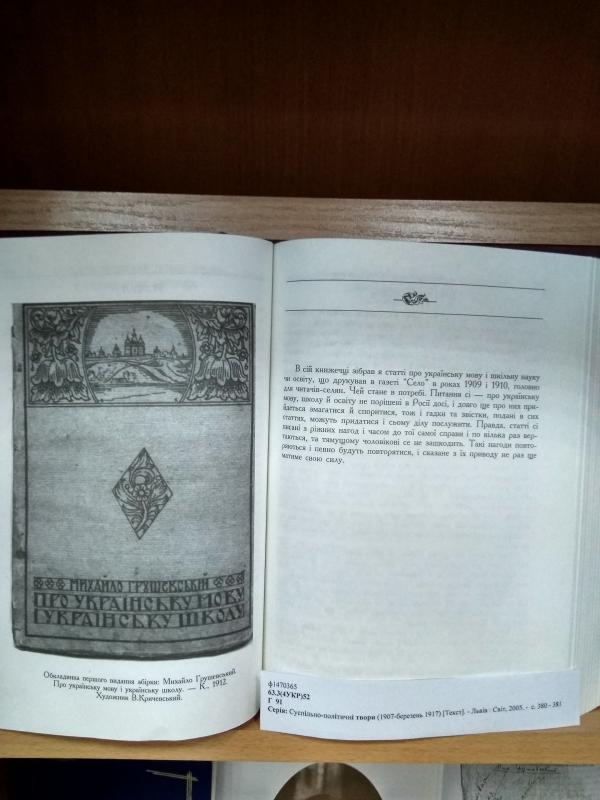 МИХАЙЛО ГРУШЕВСЬКИЙ
ПРО УКРАЇНСЬКУ МОВУ
І УКРАЇНСЬКУ ШКОЛУ
Обкладинка першого видання збірки: Михайло Грушевський.
Про українську мову і українську школу. — К., 1912.
Художник В.Кричевський.
В сій книжечці зібрав я статті про українську мову і шкільну науку
чи освіту, що друкував в газеті "Село" в роках 1909 і 1910, головно
для читачів-селян. Чей стане в потребі. Питання сі — про українську
мову, школу й освіту не порішені в Росії досі, і довго ще про них при-
йдеться змагатися й споритися, тож і гадки та звістки, подані в сих
статтях, можуть придатися і сьому ділу послужити. Правда, статті сі
писані з ріжних нагод і часом до тої самої справи і по вілька раз вер-
таються, та тямущому чоловікові се не зашкодить. Такі нагоди повто-
ряються і певно будуть повторятися, і сказане з їх приводу не раз ще
матиме свою силу.
ф1470365
63.3(4УКР)52
Г 91
Серія: Суспільно-політичні твори (1907-березень 1917) [Текст]. - Львів : Світ, 2005. - с. 380 - 381